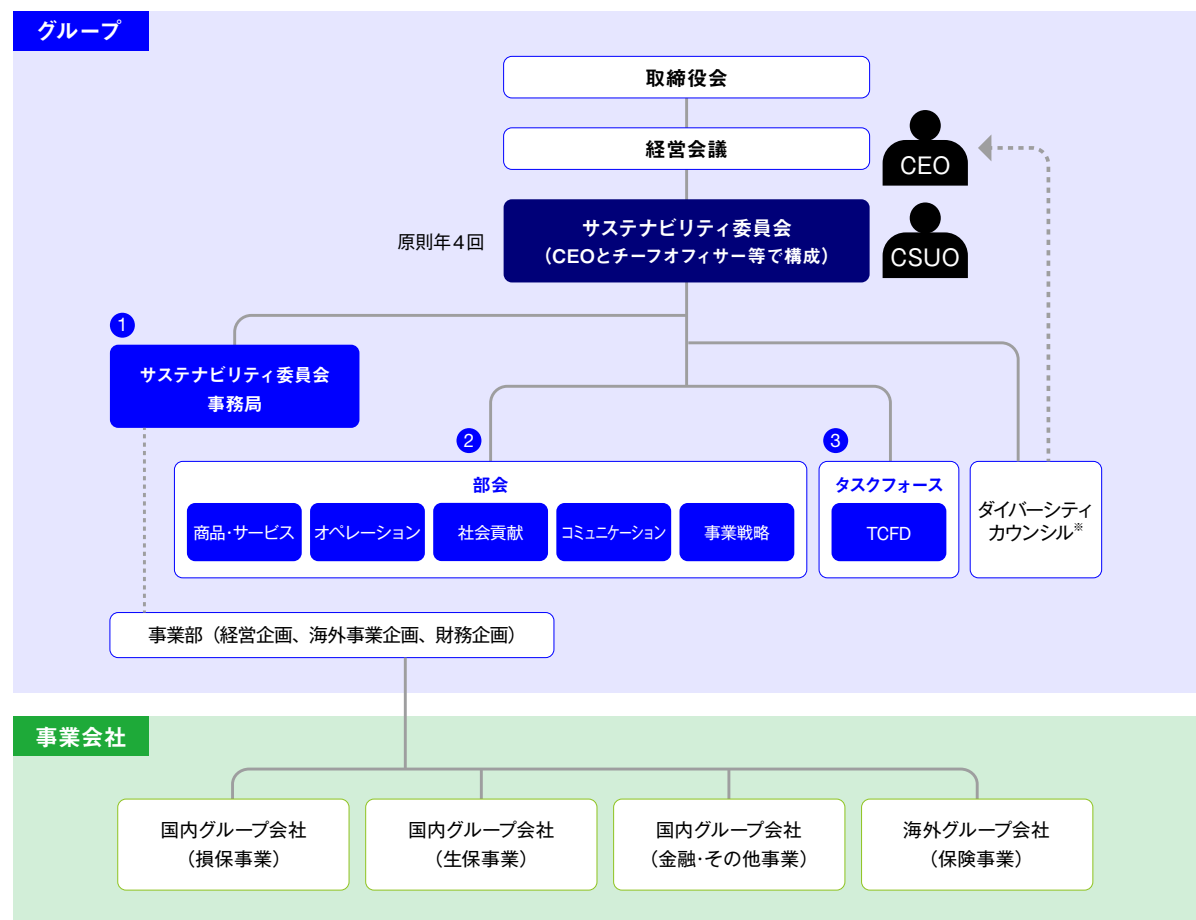 グループ
取締役会
経営会議
CEO
原則年4回
サステナビリティ委員会
（CEOとチーフオフィサー等で構成）
CSUO
1
サステナビリティ委員会
事務局
2
部会
商品・サービス
オペレーション
社会貢献
コミュニケーション
事業戦略
3
タスクフォース
TCFD
ダイバーシティ
カウンシル※
事業部（経営企画、海外事業企画、財務企画）
事業会社
国内グループ会社
（損保事業）
国内グループ会社
（生保事業）
国内グループ会社
（金融・その他事業）
海外グループ会社
（保険事業）